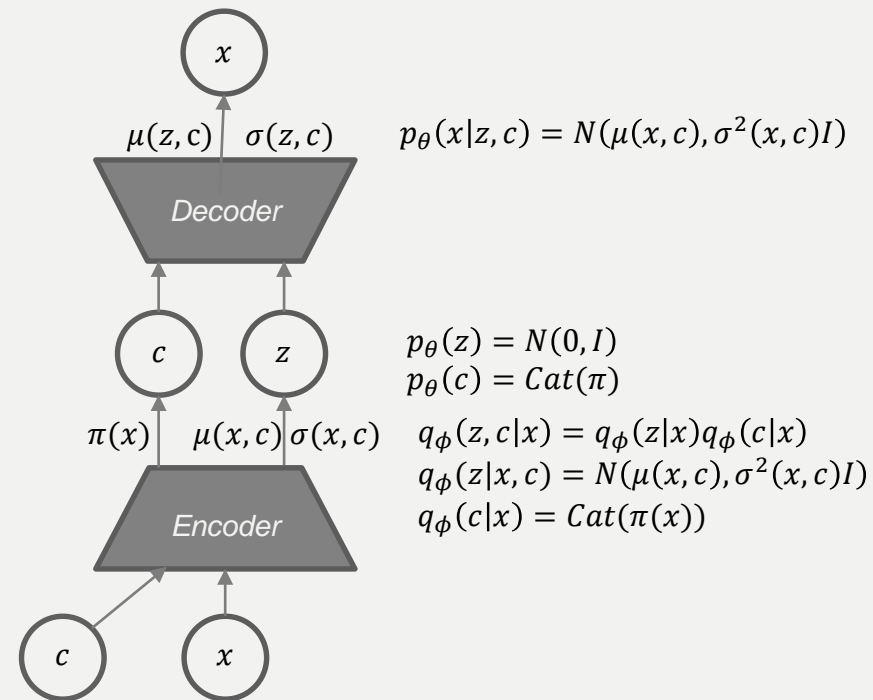 x
μ(z, c) σ(z, c)
p_θ(x|z, c) = N(μ(x, c), σ²(x, c)I)
Decoder
c
z
p_θ(z) = N(0, I)
p_θ(c) = Cat(π)
π(x) μ(x, c) σ(x, c)
q_ϕ(z, c|x) = q_ϕ(z|x)q_ϕ(c|x)
q_ϕ(z|x, c) = N(μ(x, c), σ²(x, c)I)
q_ϕ(c|x) = Cat(π(x))
Encoder
c
x